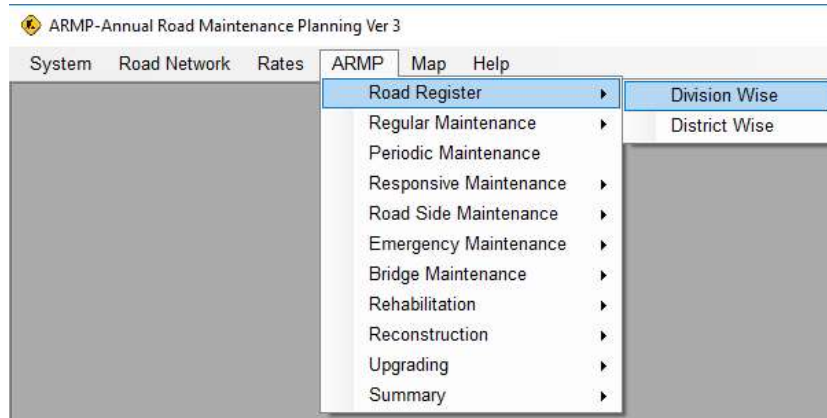 ARMP-Annual Road Maintenance Planning Ver 3
System Road Network Rates ARMP Map Help
Road Register Division Wise
Regular Maintenance District Wise
Periodic Maintenance
Responsive Maintenance
Road Side Maintenance
Emergency Maintenance
Bridge Maintenance
Rehabilitation
Reconstruction
Upgrading
Summary